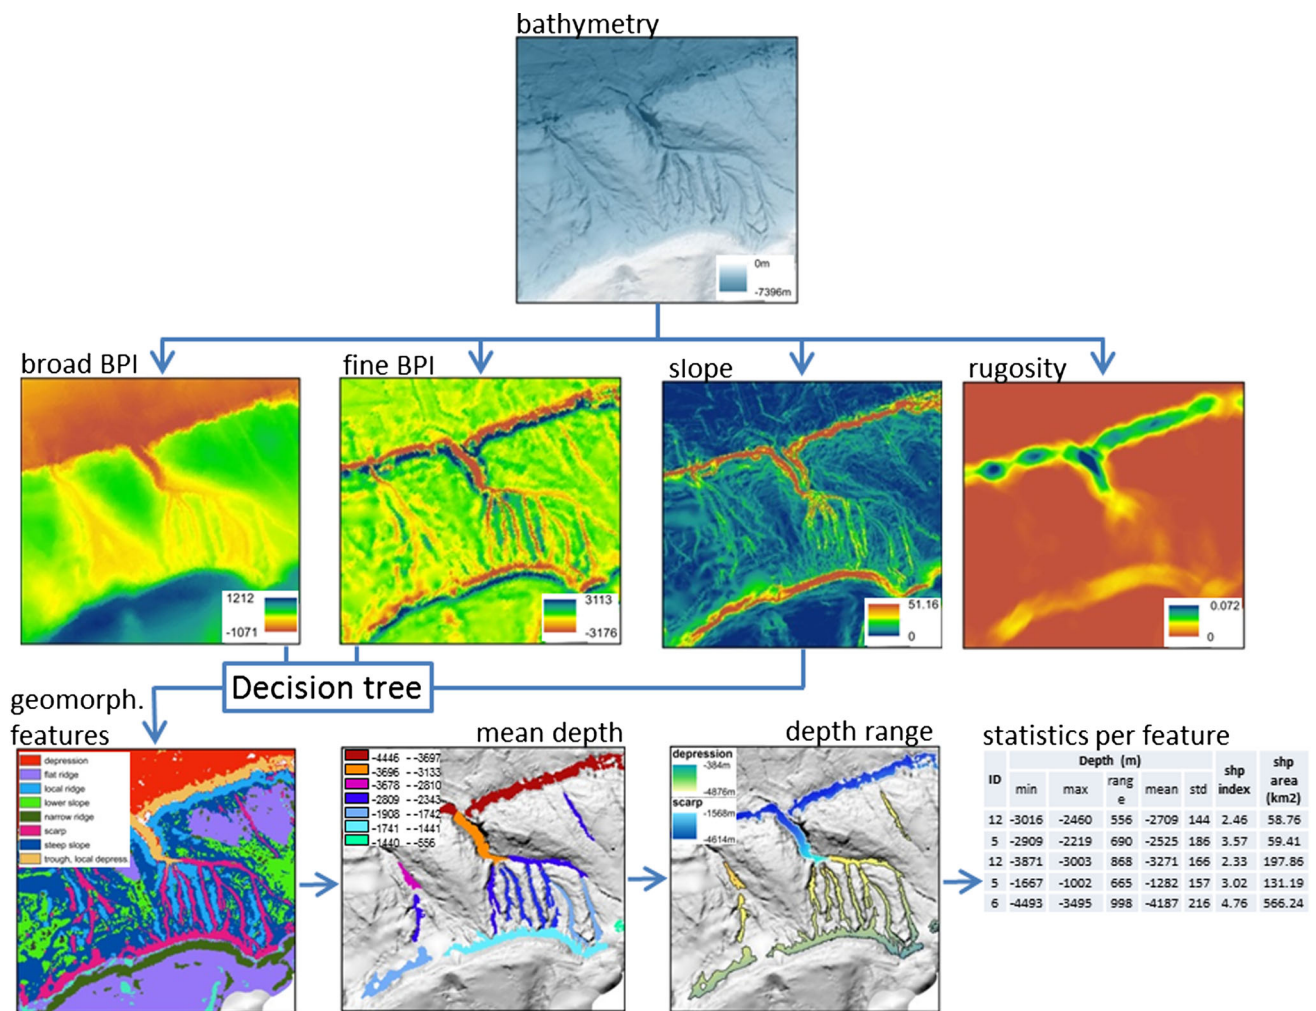 bathymetry
0m
-7396m
broad BPI
fine BPI
slope
rugosity
1212
-1071
3113
-3176
51.16
0
0.072
0
Decision tree
geomorph.
features
depression
flat ridge
local ridge
lower slope
narrow ridge
scarp
steep slope
trough, local depress.
mean depth
-4446 - -3697
-3696 - -3133
-3678 - -2810
-2809 - -2343
-1908 - -1742
-1741 - -1441
-1440 - -556
depth range
depression
-384m
-4876m
scarp
-1568m
-4614m
statistics per feature
ID Depth (m) shp index shp area (km2)
min max range mean std
12 -3016 -2460 556 -2709 144 2.46 58.76
5 -2909 -2219 690 -2525 186 3.57 59.41
12 -3871 -3003 868 -3271 166 2.33 197.86
5 -1667 -1002 665 -1282 157 3.02 131.19
6 -4493 -3495 998 -4187 216 4.76 566.24